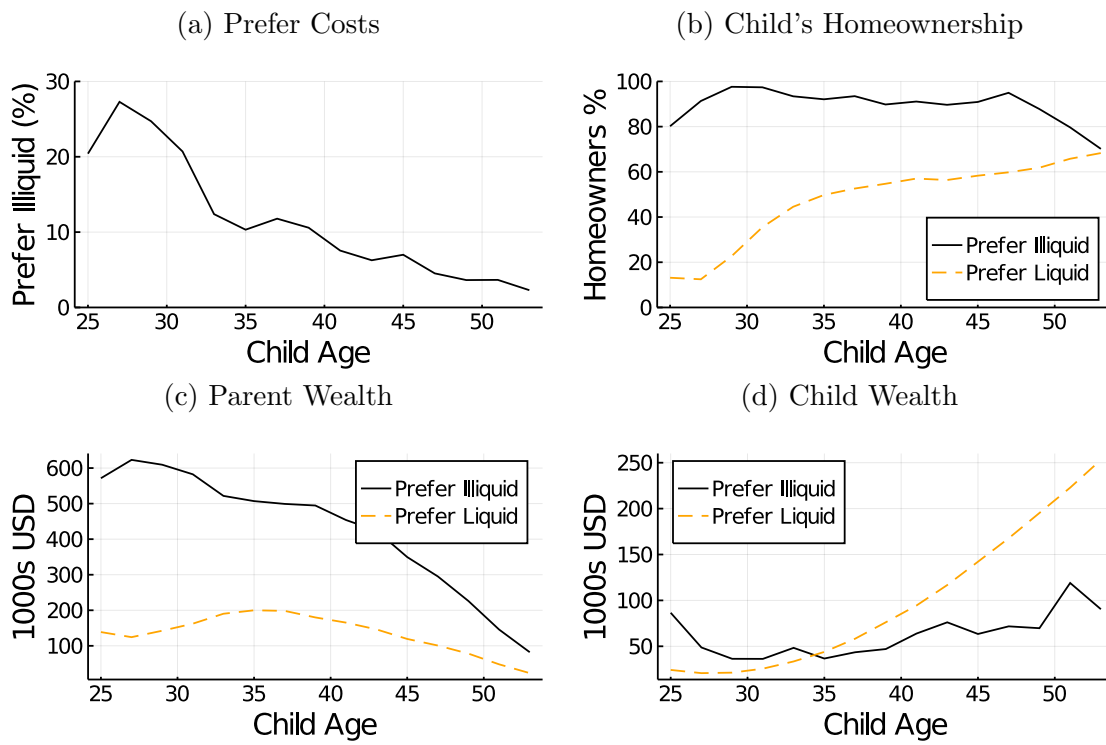 (a) Prefer Costs
Prefer Illiquid (%)
30
20
10
0
25 30 35 40 45 50
Child Age
(b) Child's Homeownership
Homeowners %
100
80
60
40
20
0
Prefer Illiquid
Prefer Liquid
25 30 35 40 45 50
Child Age
(c) Parent Wealth
1000s USD
600
500
400
300
200
100
Prefer Illiquid
Prefer Liquid
25 30 35 40 45 50
Child Age
(d) Child Wealth
1000s USD
250
200
150
100
50
Prefer Illiquid
Prefer Liquid
25 30 35 40 45 50
Child Age